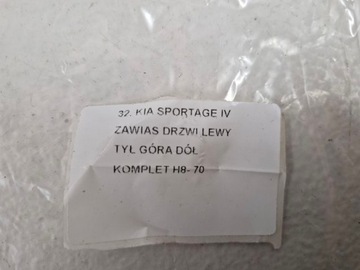 32. KIA SPORTAGE IV
ZAWIAS DRZWI LEWY
TYŁ GÓRA DÓŁ
KOMPLET H8- 70